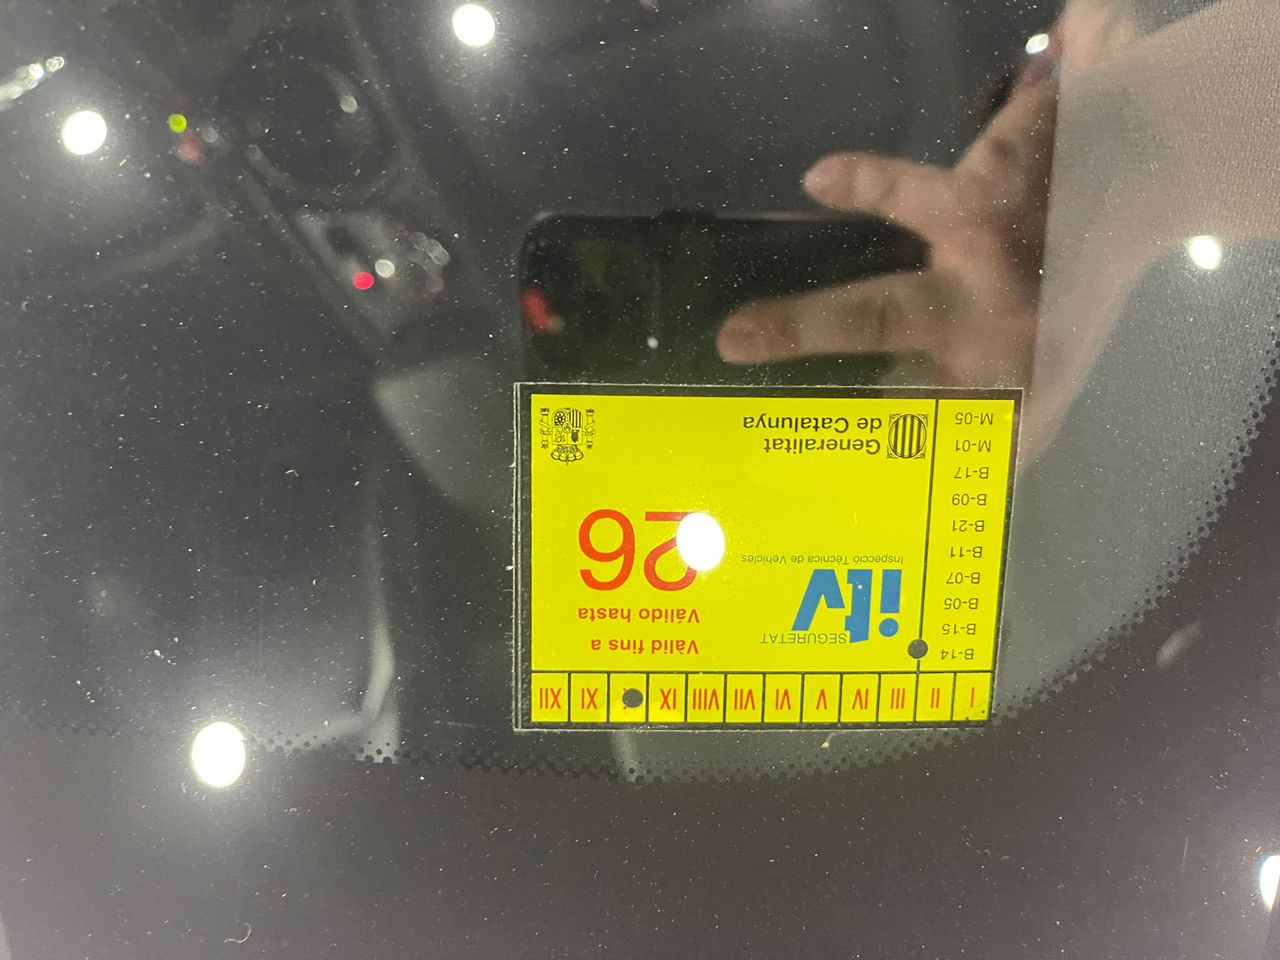 I II III IV V VI VII VIII IX XI XII
B-14
B-15
B-05
B-07
B-11
B-21
B-09
B-17
M-01
M-05
SEGURETAT
itv
Inspecció Tècnica de Vehicles
Vàlid fins a
Válido hasta
26
Generalitat
de Catalunya